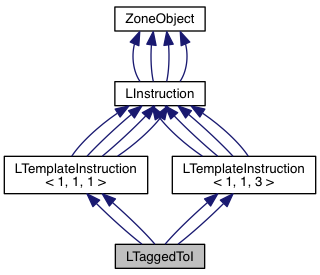 ZoneObject
LInstruction
LTemplateInstruction
< 1, 1, 1 >
LTemplateInstruction
< 1, 1, 3 >
LTaggedToI